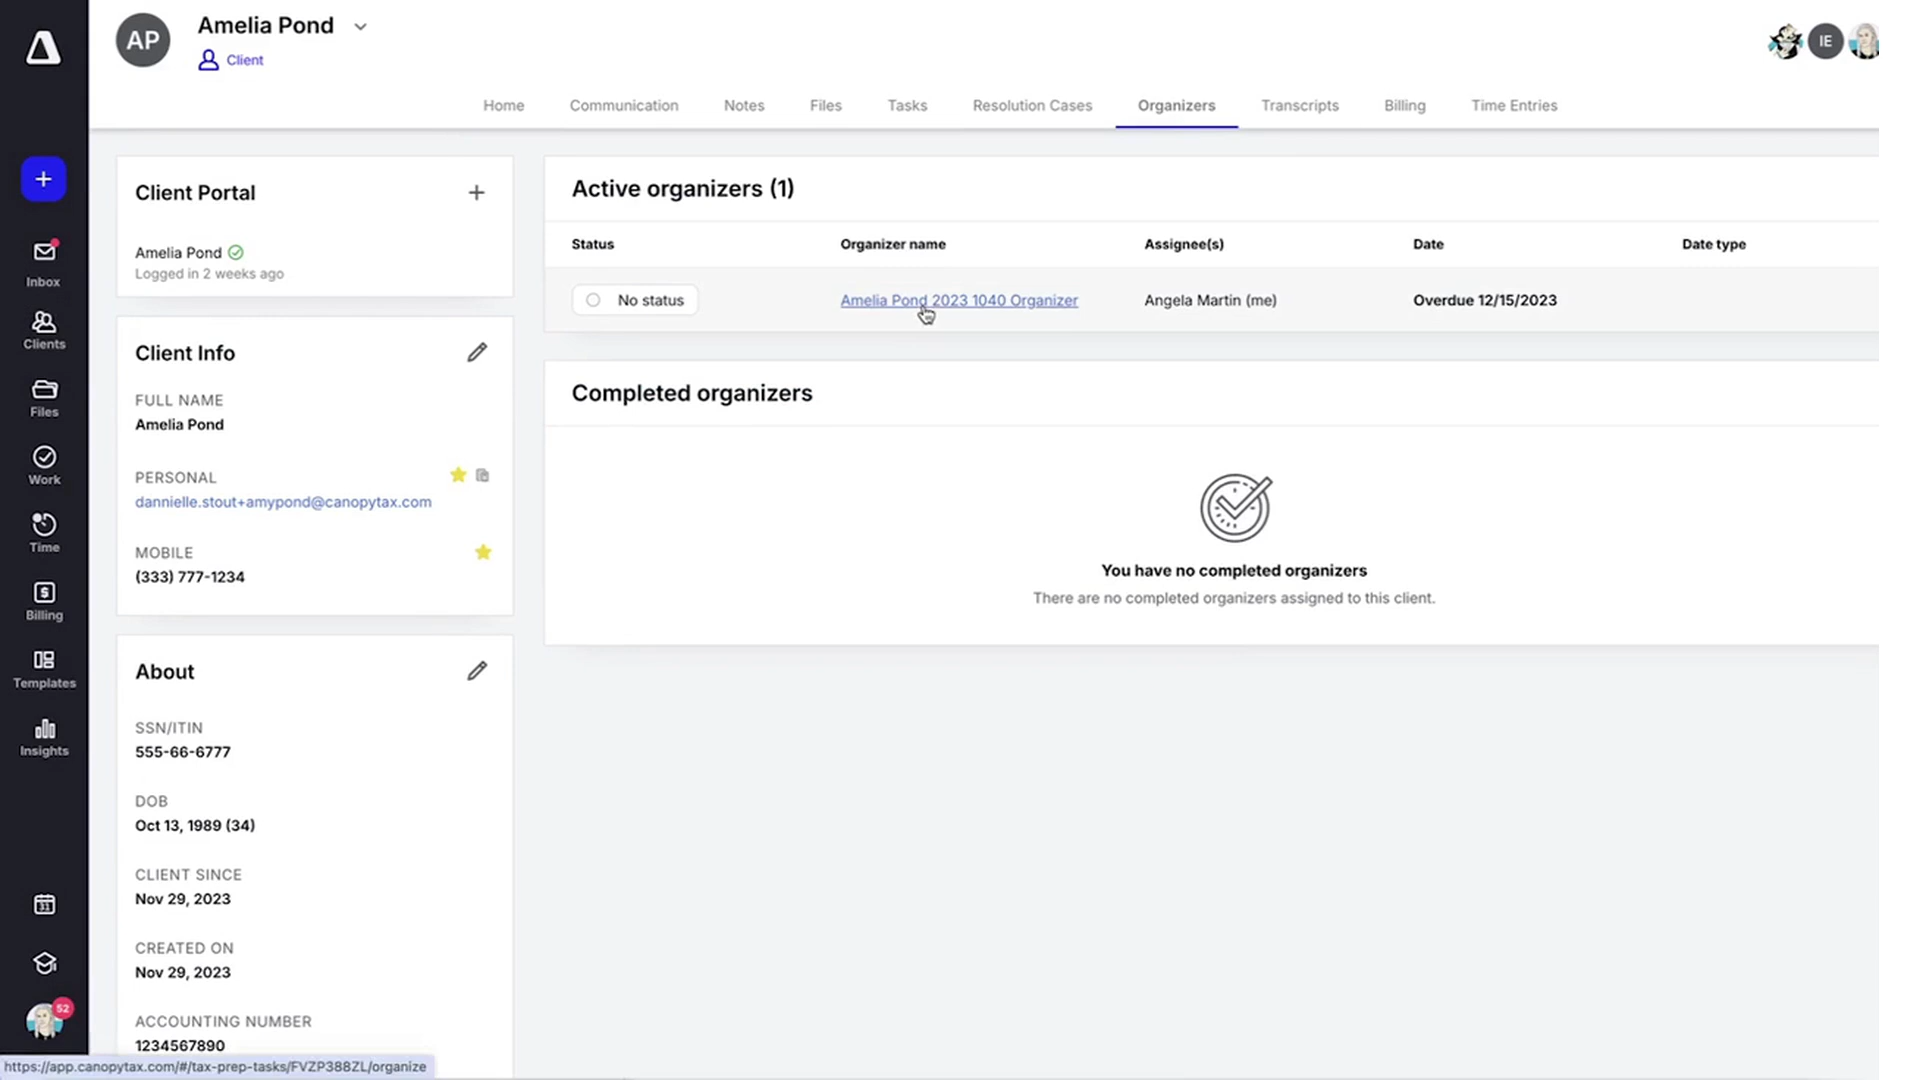 AP
Amelia Pond
Client
IE
Home Communication Notes Files Tasks Resolution Cases Organizers Transcripts Billing Time Entries
Inbox
Clients
Files
Work
Time
Billing
Templates
Insights
31
52
Client Portal
Amelia Pond
Logged in 2 weeks ago
Client Info
FULL NAME
Amelia Pond
PERSONAL
dannielle.stout+amypond@canopytax.com
MOBILE
(333) 777-1234
About
SSN/ITIN
555-66-6777
DOB
Oct 13, 1989 (34)
CLIENT SINCE
Nov 29, 2023
CREATED ON
Nov 29, 2023
ACCOUNTING NUMBER
1234567890
Active organizers (1)
Status Organizer name Assignee(s) Date Date type
No status Amelia Pond 2023 1040 Organizer Angela Martin (me) Overdue 12/15/2023
Completed organizers
You have no completed organizers
There are no completed organizers assigned to this client.
https://app.canopytax.com/#/tax-prep-tasks/FVZP388ZL/organize